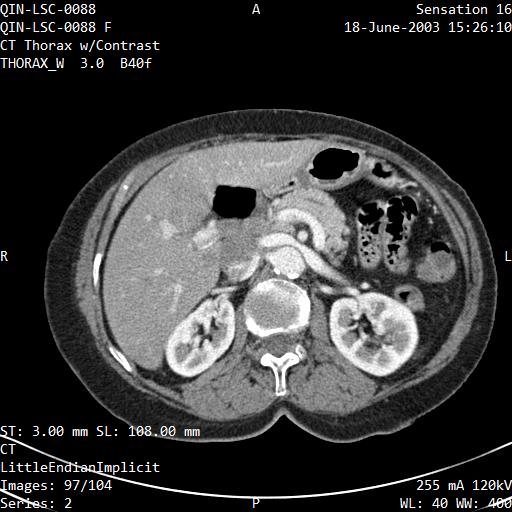 QIN-LSC-0088 A Sensation 16
QIN-LSC-0088 F 18-June-2003 15:26:10
CT Thorax w/Contrast
THORAX_W 3.0 B40f
R L
ST: 3.00 mm SL: 108.00 mm
CT
LittleEndianImplicit
Images: 97/104 255 mA 120kV
Series: 2 P WL: 40 WW: 400